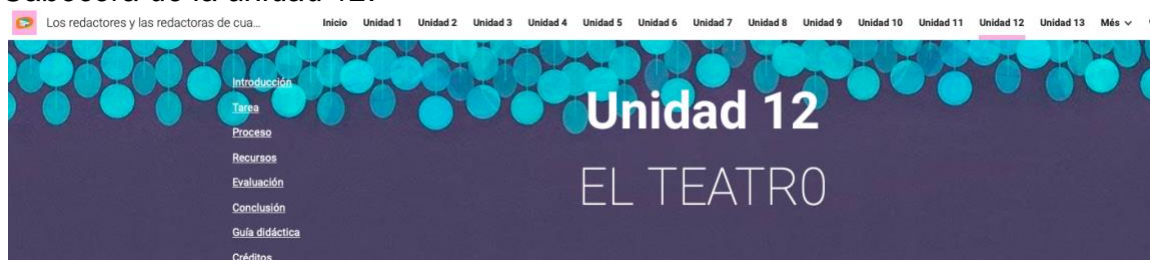 Los redactores y las redactoras de cua...
Inicio Unidad 1 Unidad 2 Unidad 3 Unidad 4 Unidad 5 Unidad 6 Unidad 7 Unidad 8 Unidad 9 Unidad 10 Unidad 11 Unidad 12 Unidad 13 Més
Introducción
Tarea
Proceso
Recursos
Evaluación
Conclusión
Guía didáctica
Créditos
Unidad 12
EL TEATR0